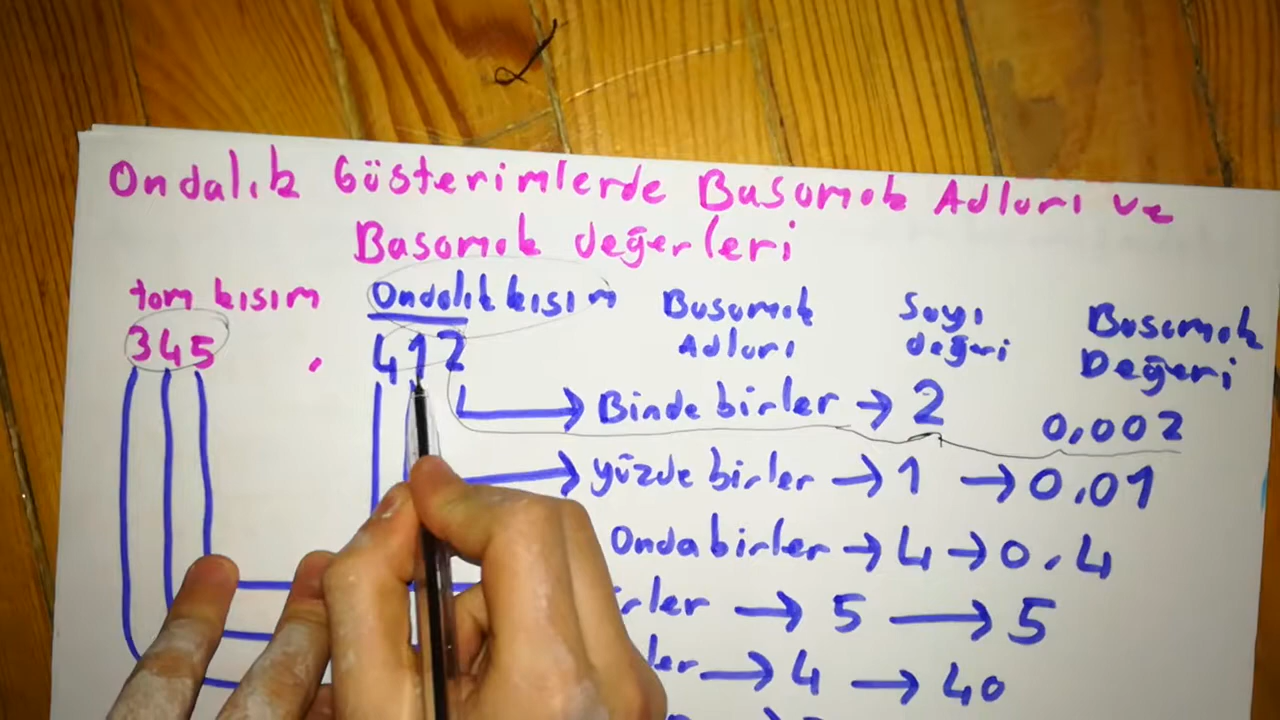 Ondalık Gösterimlerde Basamak Adları ve
Basamak değerleri
tam kısım Ondalık kısım Basamak Adları Sayı değeri Basamak Değeri
345 . 412
Binde birler → 2 0,002
yüzde birler → 1 → 0,01
Onda birler → 4 → 0,4
rler → 5 → 5
ler → 4 → 40